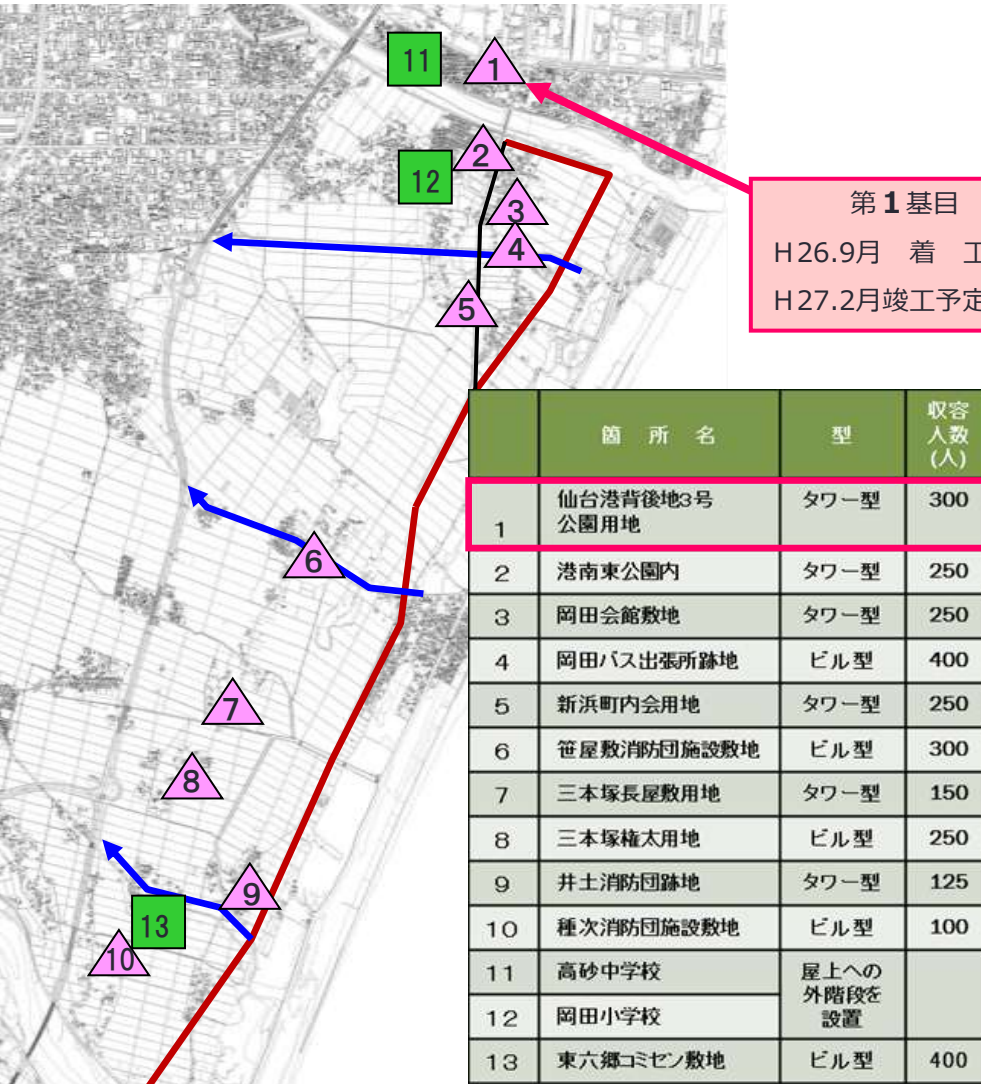 11
1
2
12
3
4
5
6
7
8
9
13
10
第1基目
H26.9月 着 工
H27.2月竣工予定
箇 所 名 型 収容人数(人)
1 仙台港背後地3号公園用地 タワー型 300
2 港南東公園内 タワー型 250
3 岡田会館敷地 タワー型 250
4 岡田バス出張所跡地 ビル型 400
5 新浜町内会用地 タワー型 250
6 笹屋敷消防団施設敷地 ビル型 300
7 三本塚長屋敷用地 タワー型 150
8 三本塚権太用地 ビル型 250
9 井土消防団跡地 タワー型 125
10 種次消防団施設敷地 ビル型 100
11 高砂中学校 屋上への外階段を設置
12 岡田小学校
13 東六郷コミセン敷地 ビル型 400